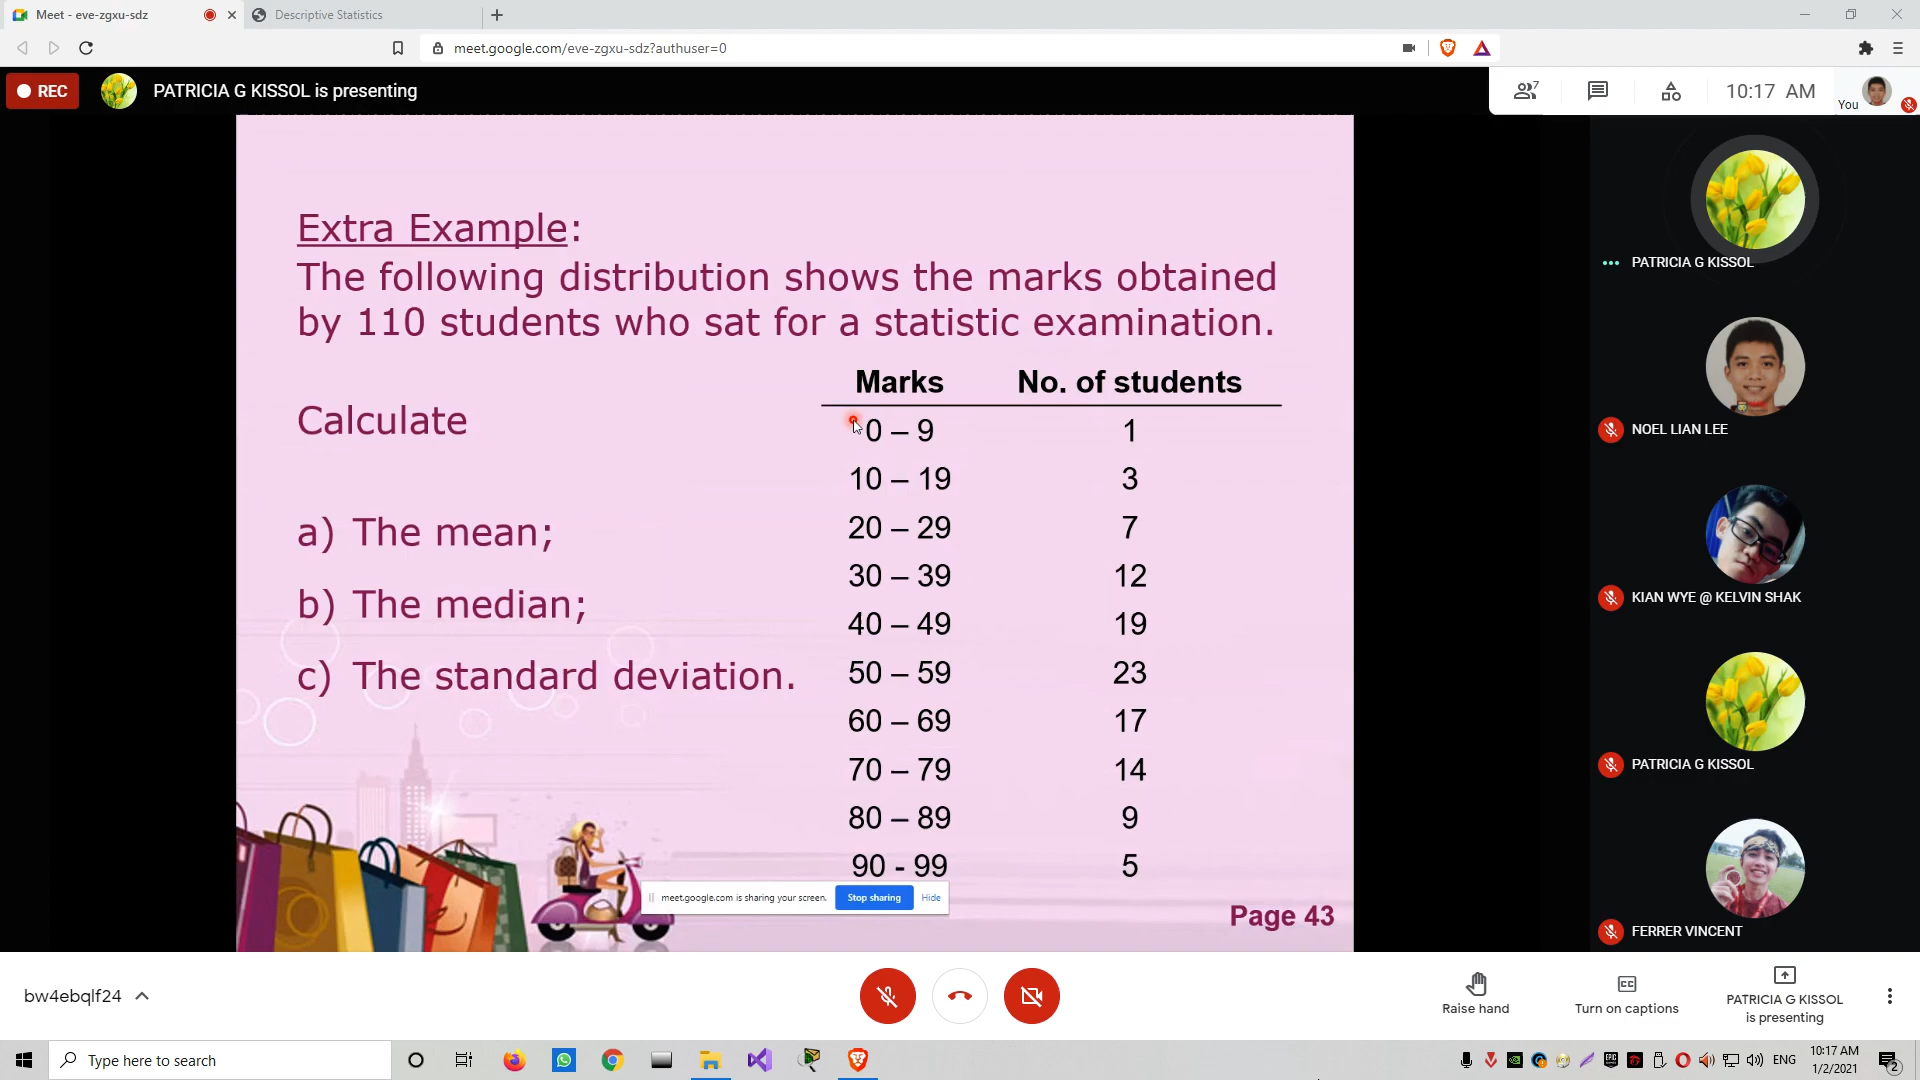 Meet - eve-zgxu-sdz
Descriptive Statistics
meet.google.com/eve-zgxu-sdz?authuser=0
REC
PATRICIA G KISSOL is presenting
7
10:17 AM
You
Extra Example:
The following distribution shows the marks obtained
by 110 students who sat for a statistic examination.
Calculate
a) The mean;
b) The median;
c) The standard deviation.
Marks No. of students
0 – 9 1
10 – 19 3
20 – 29 7
30 – 39 12
40 – 49 19
50 – 59 23
60 – 69 17
70 – 79 14
80 – 89 9
90 - 99 5
meet.google.com is sharing your screen. Stop sharing Hide
Page 43
PATRICIA G KISSOL
NOEL LIAN LEE
KIAN WYE @ KELVIN SHAK
PATRICIA G KISSOL
FERRER VINCENT
bw4ebqlf24
Raise hand
Turn on captions
PATRICIA G KISSOL
is presenting
Type here to search
ENG
10:17 AM
1/2/2021
2